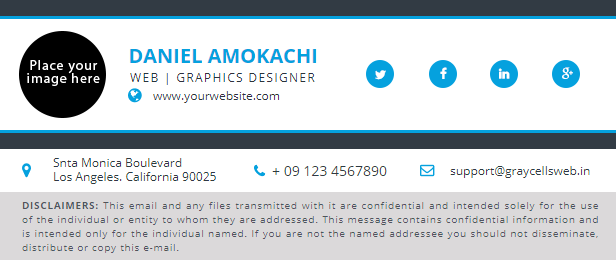 Place your
image here
DANIEL AMOKACHI
WEB | GRAPHICS DESIGNER
www.yourwebsite.com
f
in
g+
Snta Monica Boulevard
Los Angeles. California 90025
+ 09 123 4567890
support@graycellsweb.in
DISCLAIMERS: This email and any files transmitted with it are confidential and intended solely for the use
of the individual or entity to whom they are addressed. This message contains confidential information and
is intended only for the individual named. If you are not the named addressee you should not disseminate,
distribute or copy this e-mail.